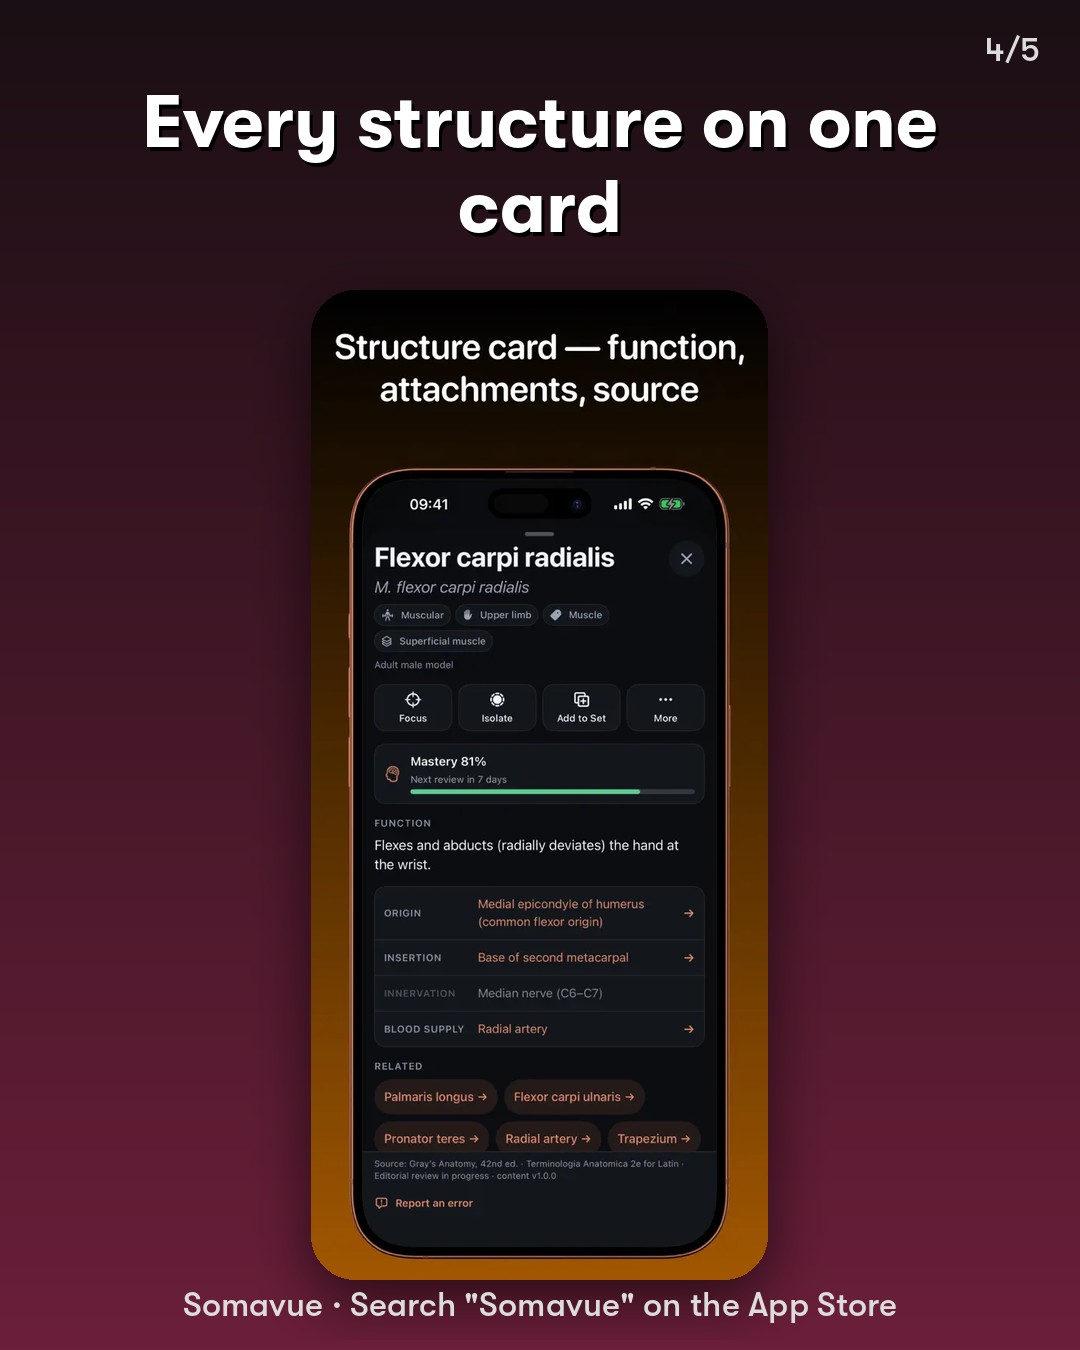 4/5
Every structure on one
card
Structure card — function,
attachments, source
09:41
Flexor carpi radialis
M. flexor carpi radialis
Muscular
Upper limb
Muscle
Superficial muscle
Adult male model
Focus
Isolate
Add to Set
More
Mastery 81%
Next review in 7 days
FUNCTION
Flexes and abducts (radially deviates) the hand at
the wrist.
ORIGIN
Medial epicondyle of humerus
(common flexor origin)
INSERTION
Base of second metacarpal
INNERVATION
Median nerve (C6–C7)
BLOOD SUPPLY
Radial artery
RELATED
Palmaris longus →
Flexor carpi ulnaris →
Pronator teres →
Radial artery →
Trapezium →
Source: Gray's Anatomy, 42nd ed. · Terminologia Anatomica 2e for Latin ·
Editorial review in progress · content v1.0.0
Report an error
Somavue · Search "Somavue" on the App Store